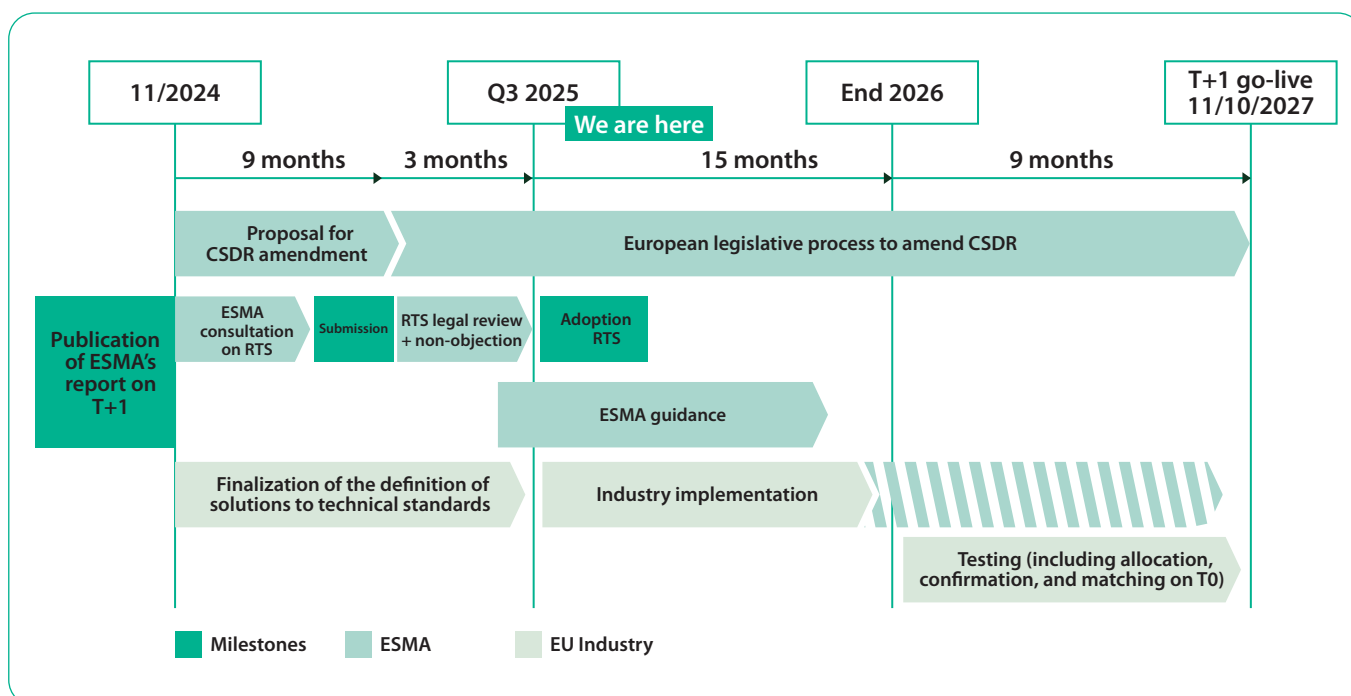 11/2024
Q3 2025
We are here
End 2026
T+1 go-live
11/10/2027
9 months
3 months
15 months
9 months
Proposal for
CSDR amendment
European legislative process to amend CSDR
Publication
of ESMA's
report on
T+1
ESMA
consultation
on RTS
Submission
RTS legal review
+ non-objection
Adoption
RTS
ESMA guidance
Finalization of the definition of
solutions to technical standards
Industry implementation
Testing (including allocation,
confirmation, and matching on T0)
Milestones
ESMA
EU Industry